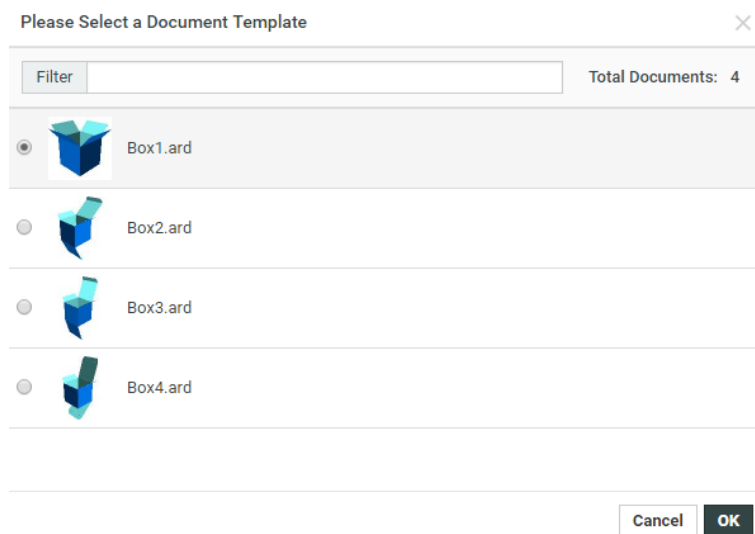 Please Select a Document Template
Filter Total Documents: 4
Box1.ard
Box2.ard
Box3.ard
Box4.ard
Cancel OK